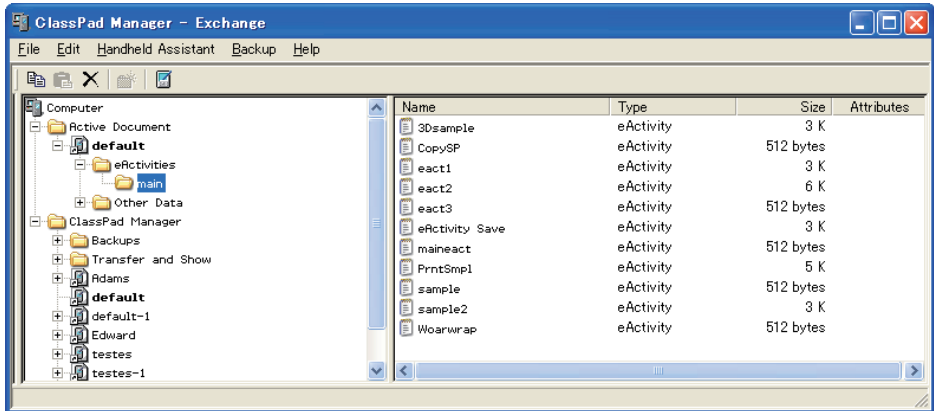 ClassPad Manager - Exchange
File Edit Handheld Assistant Backup Help
Computer
Active Document
default
eActivities
main
Other Data
ClassPad Manager
Backups
Transfer and Show
Adams
default
default-1
Edward
testes
testes-1
Name Type Size Attributes
3Dsample eActivity 3 K
CopySP eActivity 512 bytes
eact1 eActivity 3 K
eact2 eActivity 6 K
eact3 eActivity 512 bytes
eActivity Save eActivity 3 K
maineact eActivity 512 bytes
PrntSmpl eActivity 5 K
sample eActivity 512 bytes
sample2 eActivity 3 K
Woarwrap eActivity 512 bytes